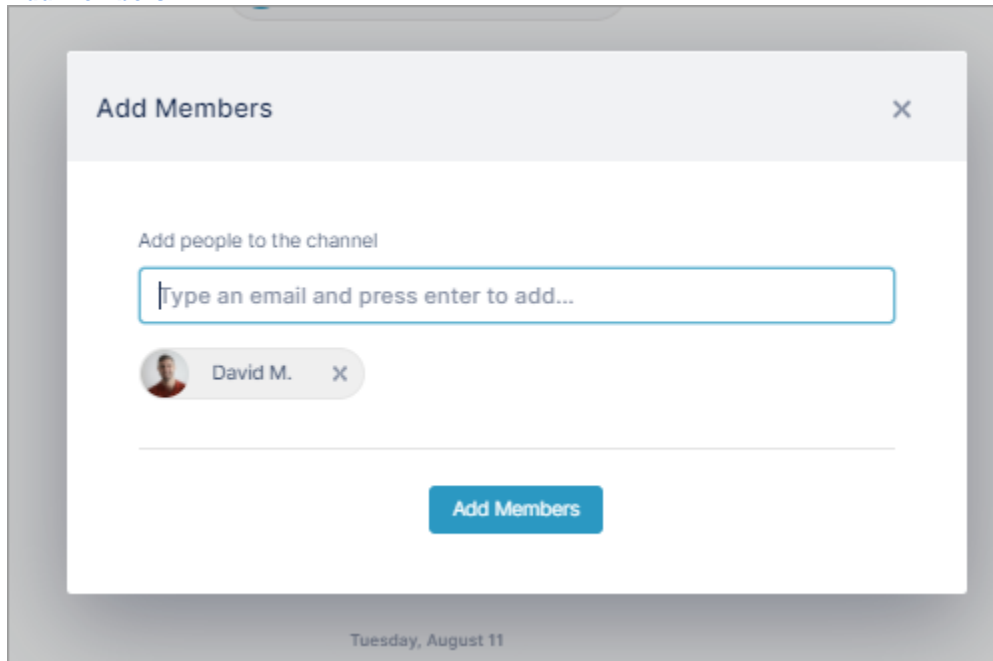 Add Members
Add people to the channel
Type an email and press enter to add...
David M.
Add Members
Tuesday, August 11